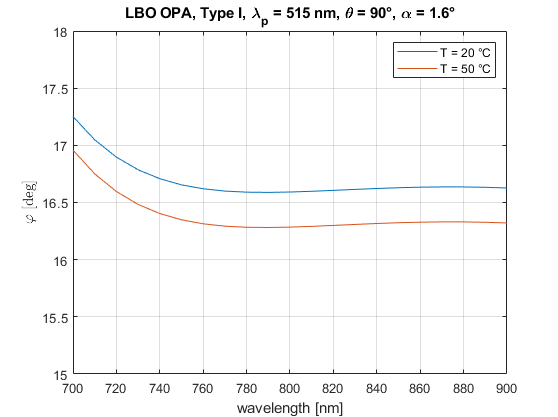 LBO OPA, Type I, λp = 515 nm, θ = 90°, α = 1.6°
T = 20 °C
T = 50 °C
18
17.5
17
16.5
16
15.5
15
φ [deg]
700 720 740 760 780 800 820 840 860 880 900
wavelength [nm]